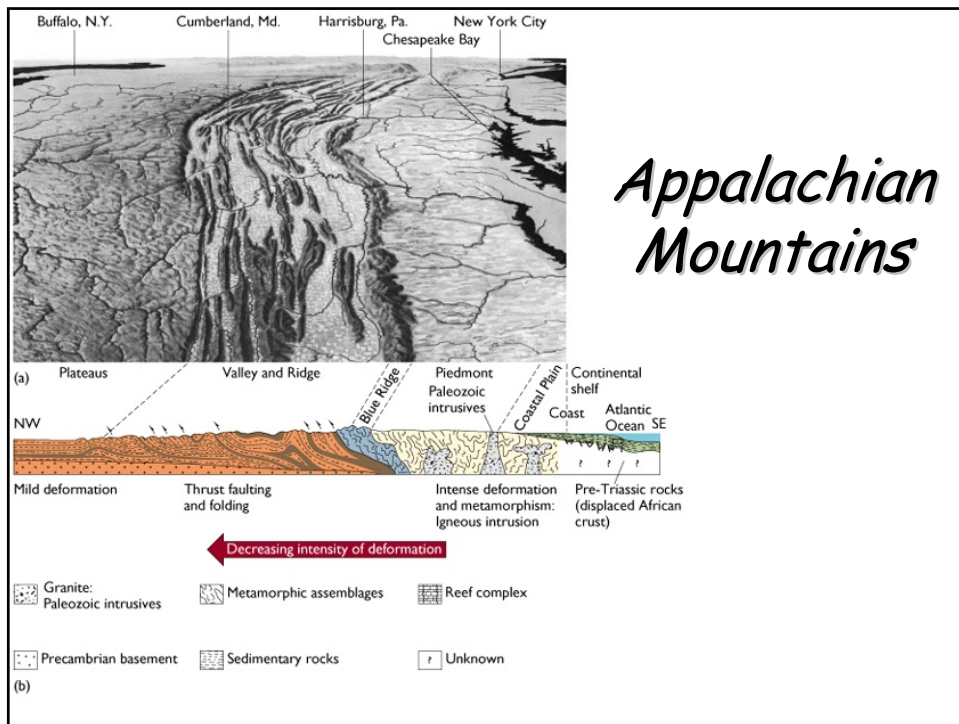 Buffalo, N.Y.
Cumberland, Md.
Harrisburg, Pa.
New York City
Chesapeake Bay
Appalachian
Mountains
(a)
Plateaus
Valley and Ridge
Blue Ridge
Piedmont
Paleozoic
intrusives
Coastal Plain
Continental
shelf
Coast
Atlantic
Ocean
NW
SE
? ? ?
Mild deformation
Thrust faulting
and folding
Intense deformation
and metamorphism:
Igneous intrusion
Pre-Triassic rocks
(displaced African
crust)
Decreasing intensity of deformation
Granite:
Paleozoic intrusives
Metamorphic assemblages
Reef complex
Precambrian basement
Sedimentary rocks
? Unknown
(b)